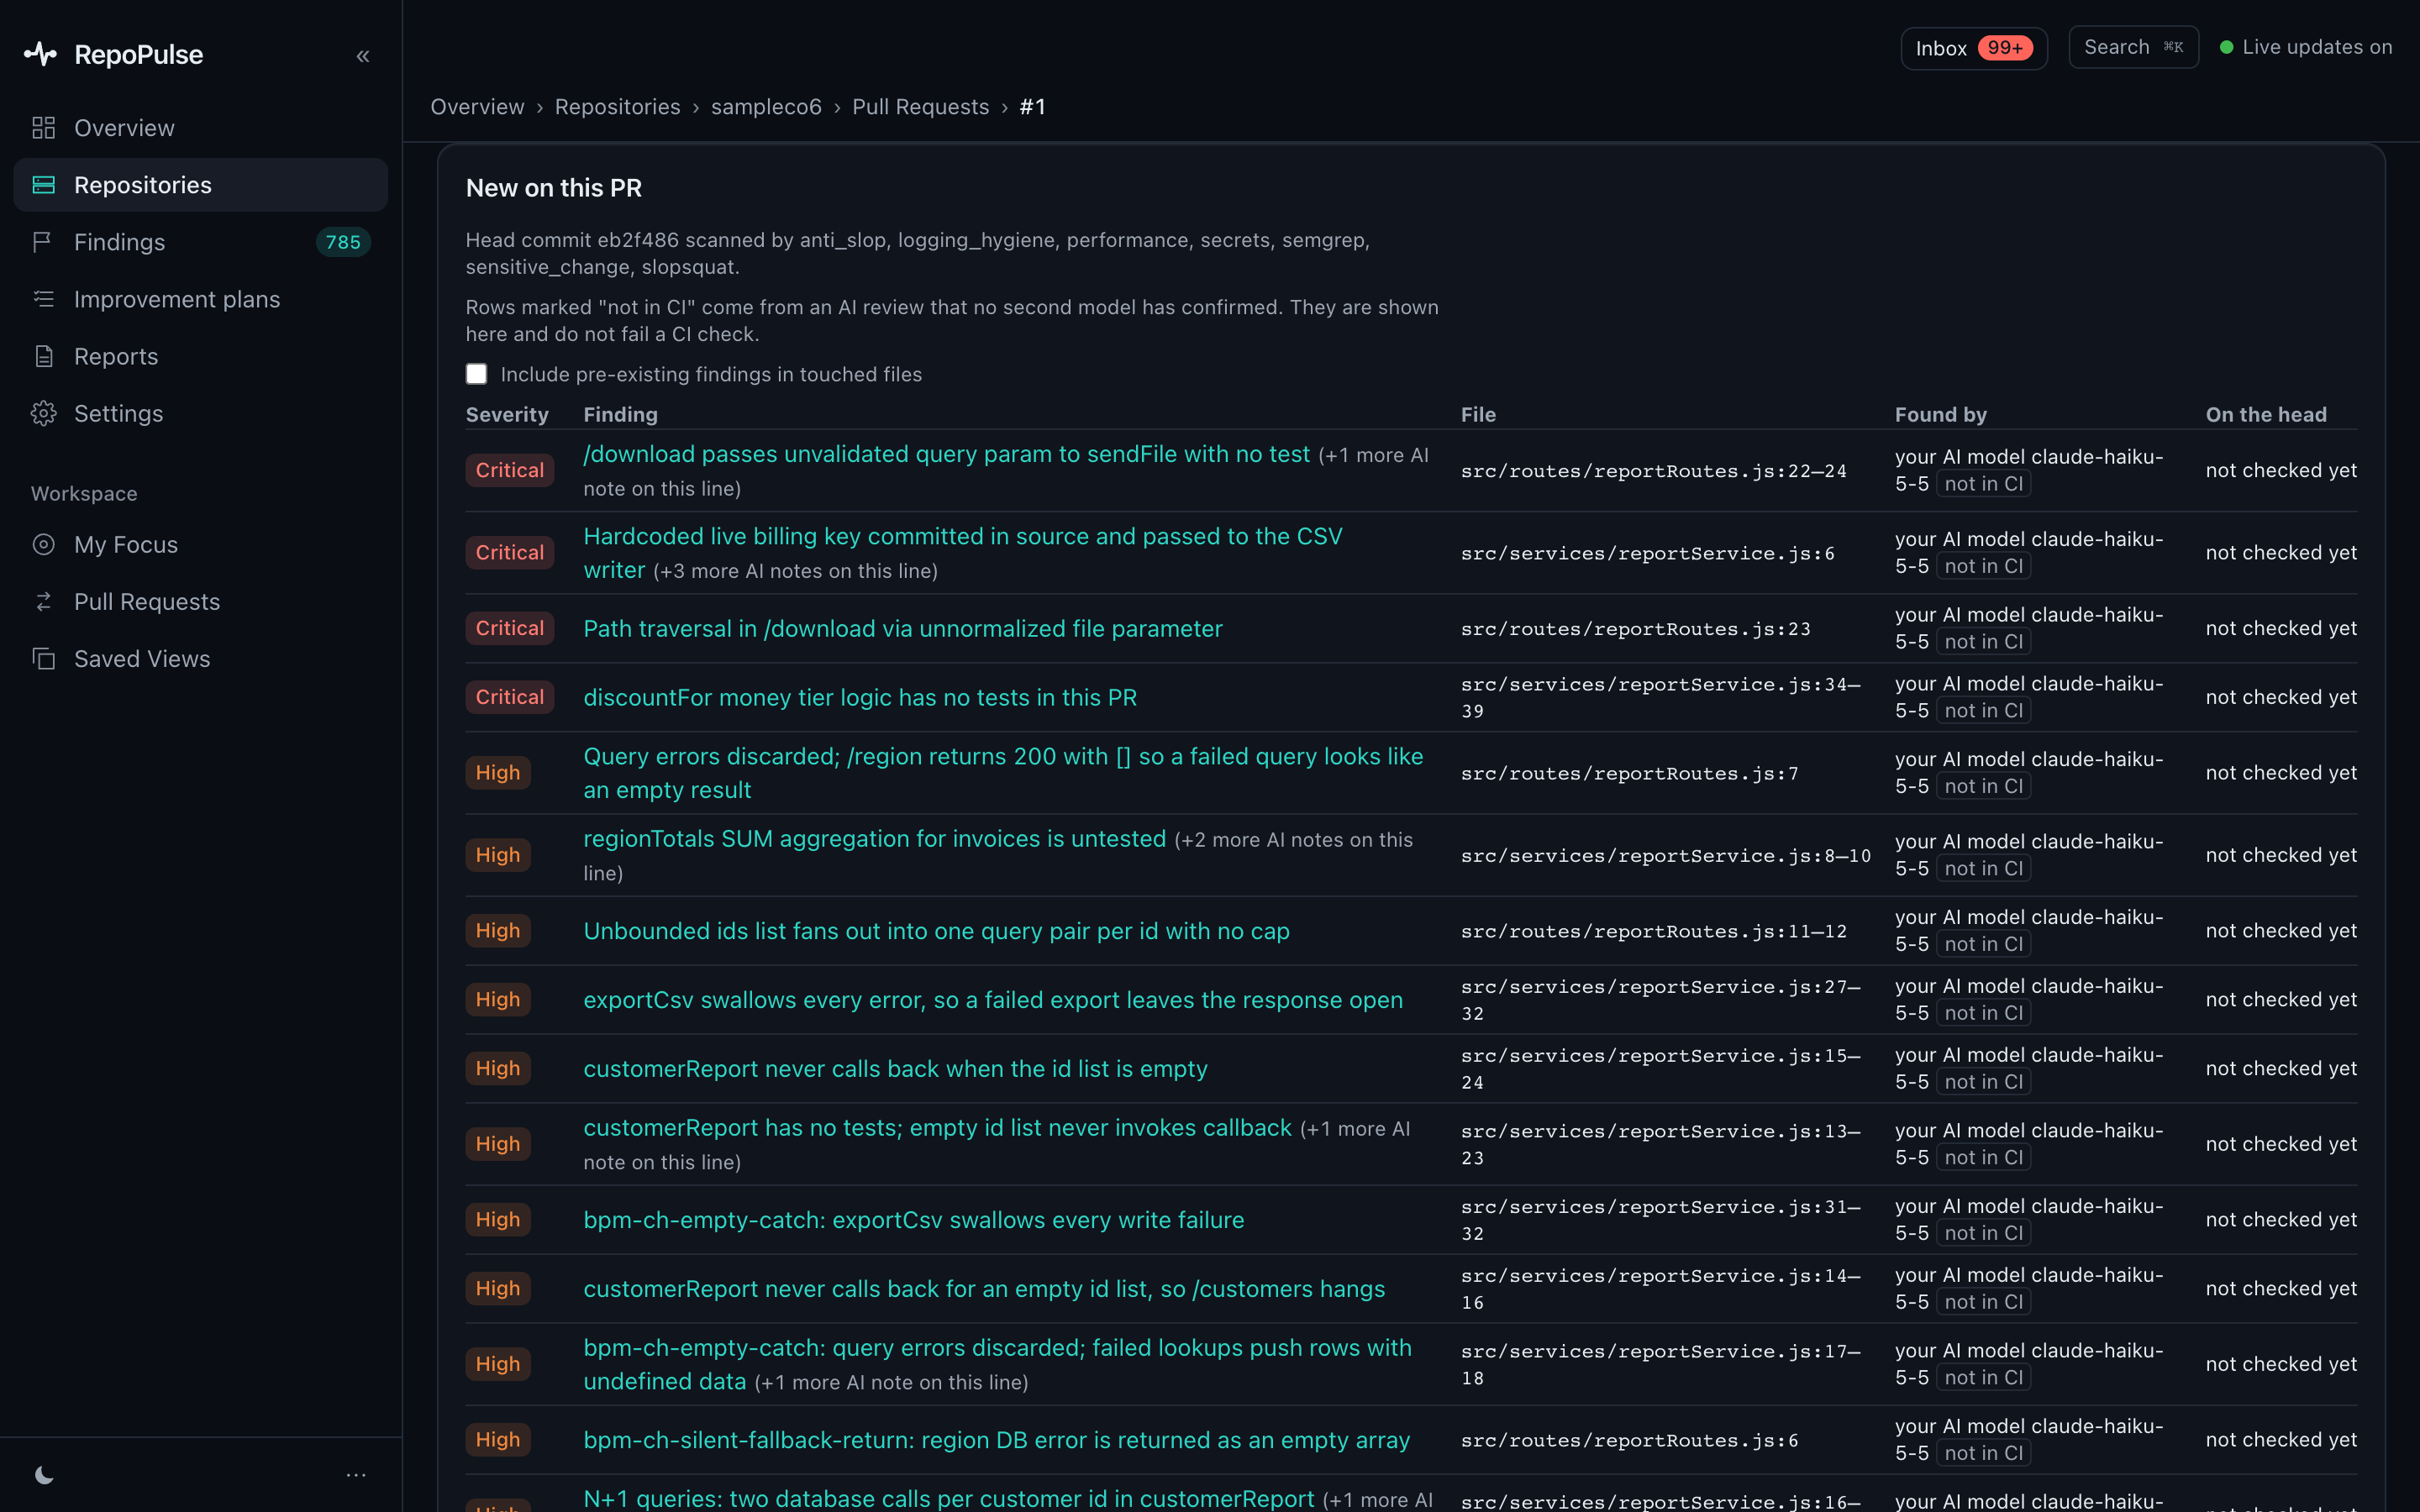 RepoPulse
«
Overview
Repositories
Findings 785
Improvement plans
Reports
Settings
Workspace
My Focus
Pull Requests
Saved Views
...
Inbox 99+
Search ⌘K
Live updates on
Overview › Repositories › sampleco6 › Pull Requests › #1
New on this PR
Head commit eb2f486 scanned by anti_slop, logging_hygiene, performance, secrets, semgrep,
sensitive_change, slopsquat.
Rows marked "not in CI" come from an AI review that no second model has confirmed. They are shown
here and do not fail a CI check.
Include pre-existing findings in touched files
Severity Finding File Found by On the head
Critical /download passes unvalidated query param to sendFile with no test (+1 more AI
note on this line) src/routes/reportRoutes.js:22–24 your AI model claude-haiku-
5-5 not in CI not checked yet
Critical Hardcoded live billing key committed in source and passed to the CSV
writer (+3 more AI notes on this line) src/services/reportService.js:6 your AI model claude-haiku-
5-5 not in CI not checked yet
Critical Path traversal in /download via unnormalized file parameter src/routes/reportRoutes.js:23 your AI model claude-haiku-
5-5 not in CI not checked yet
Critical discountFor money tier logic has no tests in this PR src/services/reportService.js:34–
39 your AI model claude-haiku-
5-5 not in CI not checked yet
High Query errors discarded; /region returns 200 with [] so a failed query looks like
an empty result src/routes/reportRoutes.js:7 your AI model claude-haiku-
5-5 not in CI not checked yet
High regionTotals SUM aggregation for invoices is untested (+2 more AI notes on this
line) src/services/reportService.js:8–10 your AI model claude-haiku-
5-5 not in CI not checked yet
High Unbounded ids list fans out into one query pair per id with no cap src/routes/reportRoutes.js:11–12 your AI model claude-haiku-
5-5 not in CI not checked yet
High exportCsv swallows every error, so a failed export leaves the response open src/services/reportService.js:27–
32 your AI model claude-haiku-
5-5 not in CI not checked yet
High customerReport never calls back when the id list is empty src/services/reportService.js:15–
24 your AI model claude-haiku-
5-5 not in CI not checked yet
High customerReport has no tests; empty id list never invokes callback (+1 more AI
note on this line) src/services/reportService.js:13–
23 your AI model claude-haiku-
5-5 not in CI not checked yet
High bpm-ch-empty-catch: exportCsv swallows every write failure src/services/reportService.js:31–
32 your AI model claude-haiku-
5-5 not in CI not checked yet
High customerReport never calls back for an empty id list, so /customers hangs src/services/reportService.js:14–
16 your AI model claude-haiku-
5-5 not in CI not checked yet
High bpm-ch-empty-catch: query errors discarded; failed lookups push rows with
undefined data (+1 more AI note on this line) src/services/reportService.js:17–
18 your AI model claude-haiku-
5-5 not in CI not checked yet
High bpm-ch-silent-fallback-return: region DB error is returned as an empty array src/routes/reportRoutes.js:6 your AI model claude-haiku-
5-5 not in CI not checked yet
N+1 queries: two database calls per customer id in customerReport (+1 more AI src/services/reportService.js:16– your AI model claude-haiku-